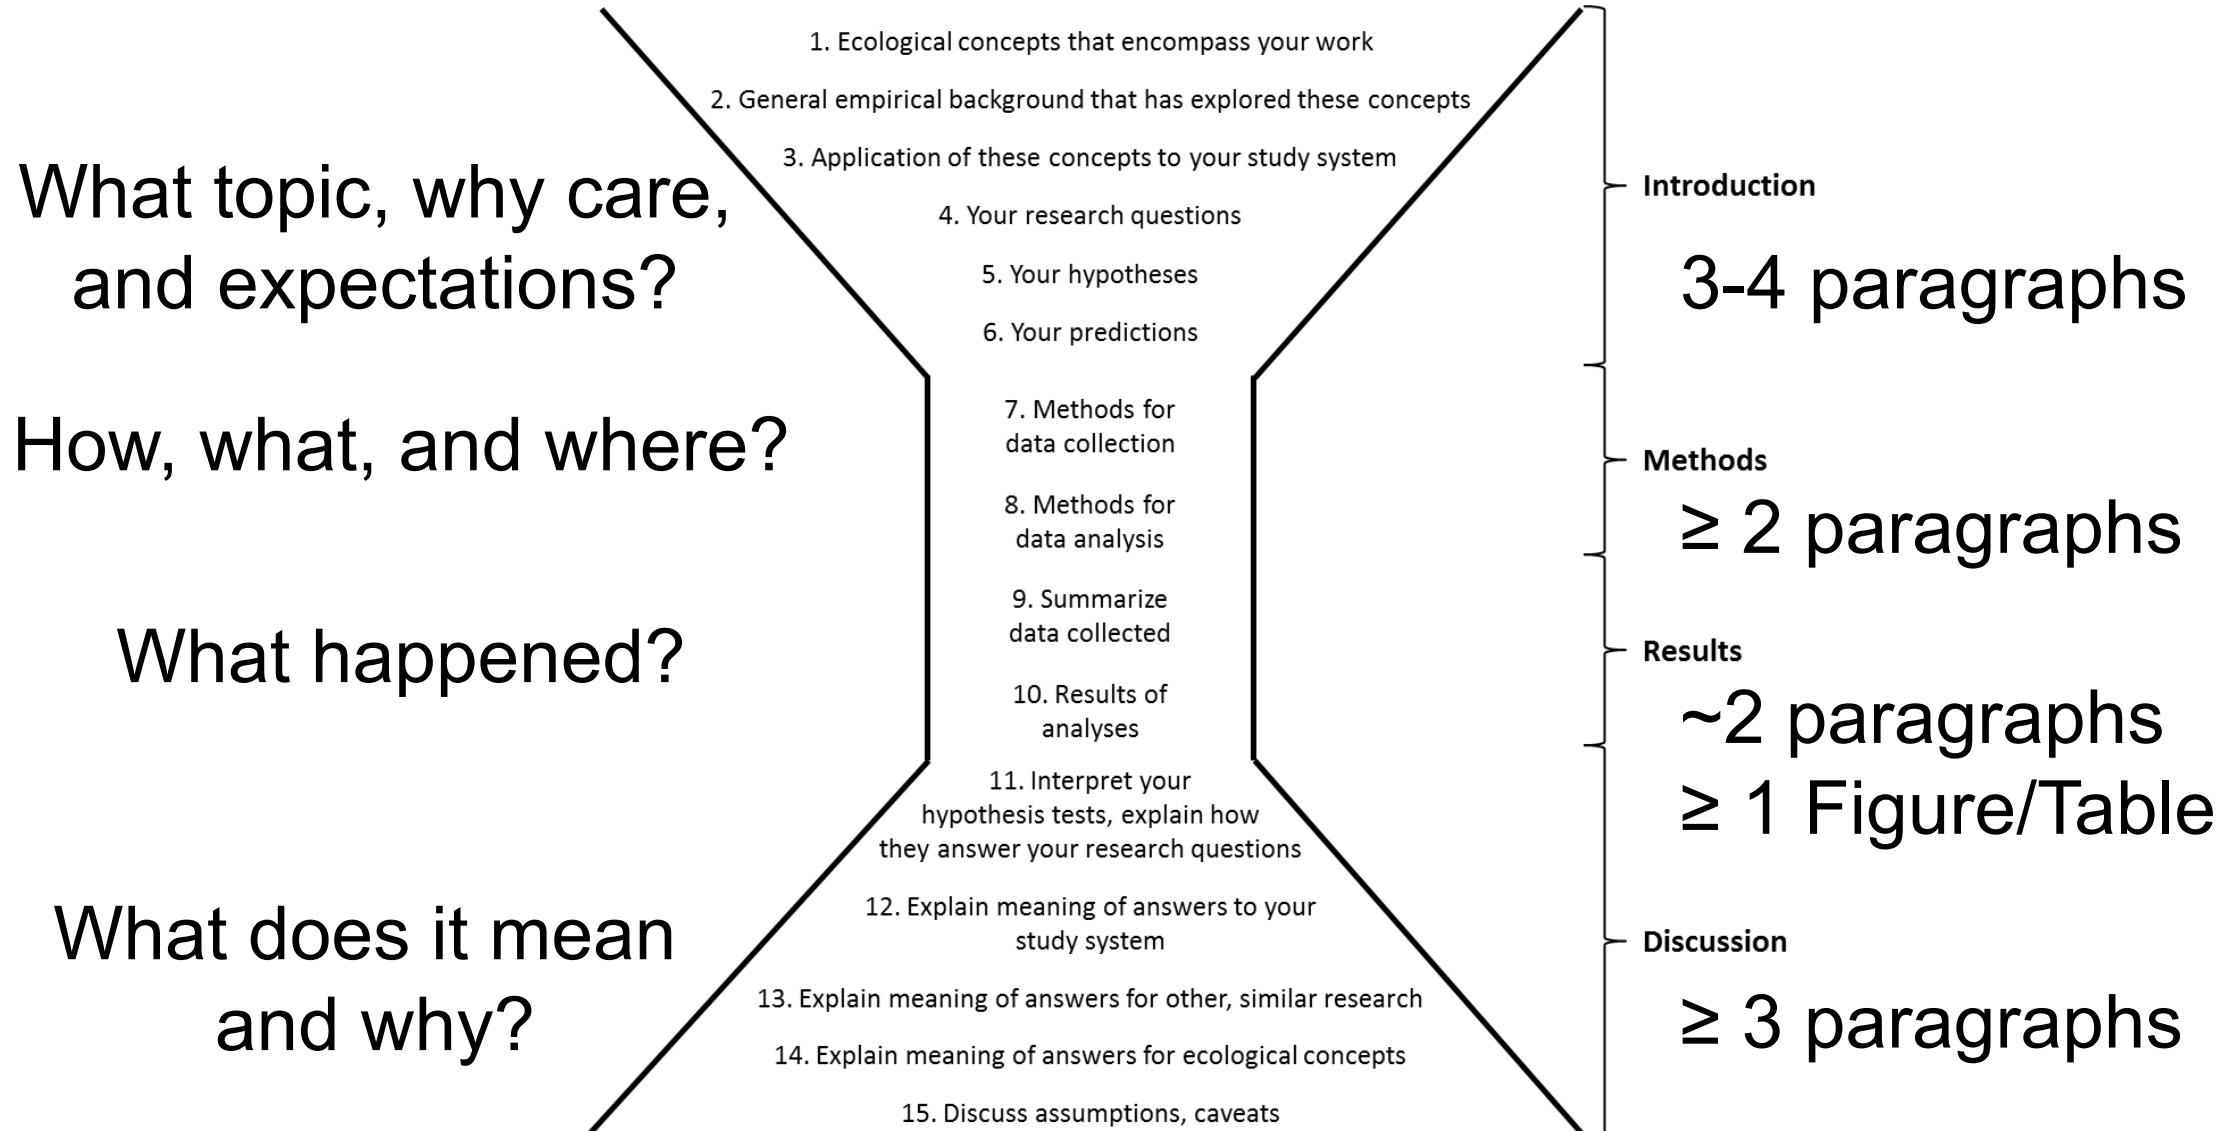 1. Ecological concepts that encompass your work
2. General empirical background that has explored these concepts
3. Application of these concepts to your study system
4. Your research questions
5. Your hypotheses
6. Your predictions
What topic, why care,
and expectations?
Introduction
3-4 paragraphs
7. Methods for
data collection
8. Methods for
data analysis
How, what, and where?
Methods
≥ 2 paragraphs
9. Summarize
data collected
10. Results of
analyses
What happened?
Results
~2 paragraphs
≥ 1 Figure/Table
11. Interpret your
hypothesis tests, explain how
they answer your research questions
12. Explain meaning of answers to your
study system
13. Explain meaning of answers for other, similar research
14. Explain meaning of answers for ecological concepts
15. Discuss assumptions, caveats
What does it mean
and why?
Discussion
≥ 3 paragraphs